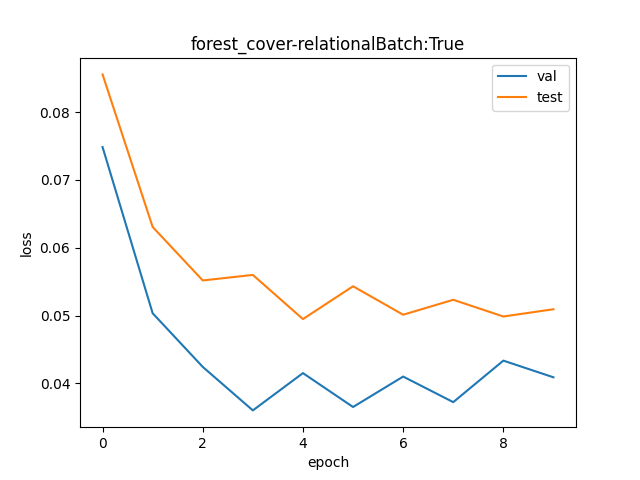 forest_cover-relationalBatch:True
val
test
loss
0.08
0.07
0.06
0.05
0.04
0 2 4 6 8
epoch